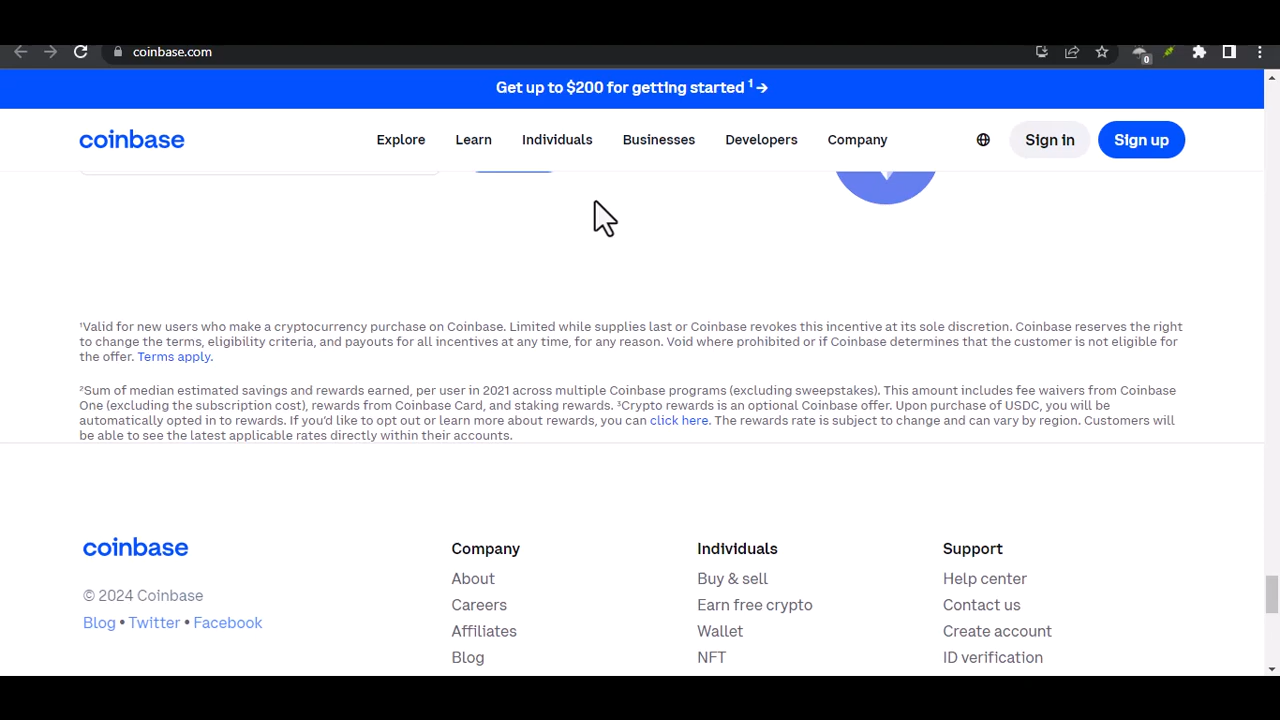 coinbase.com
0
Get up to $200 for getting started ¹ →
coinbase
Explore
Learn
Individuals
Businesses
Developers
Company
Sign in
Sign up
¹Valid for new users who make a cryptocurrency purchase on Coinbase. Limited while supplies last or Coinbase revokes this incentive at its sole discretion. Coinbase reserves the right
to change the terms, eligibility criteria, and payouts for all incentives at any time, for any reason. Void where prohibited or if Coinbase determines that the customer is not eligible for
the offer. Terms apply.
²Sum of median estimated savings and rewards earned, per user in 2021 across multiple Coinbase programs (excluding sweepstakes). This amount includes fee waivers from Coinbase
One (excluding the subscription cost), rewards from Coinbase Card, and staking rewards. ³Crypto rewards is an optional Coinbase offer. Upon purchase of USDC, you will be
automatically opted in to rewards. If you'd like to opt out or learn more about rewards, you can click here. The rewards rate is subject to change and can vary by region. Customers will
be able to see the latest applicable rates directly within their accounts.
coinbase
© 2024 Coinbase
Blog • Twitter • Facebook
Company
About
Careers
Affiliates
Blog
Individuals
Buy & sell
Earn free crypto
Wallet
NFT
Support
Help center
Contact us
Create account
ID verification